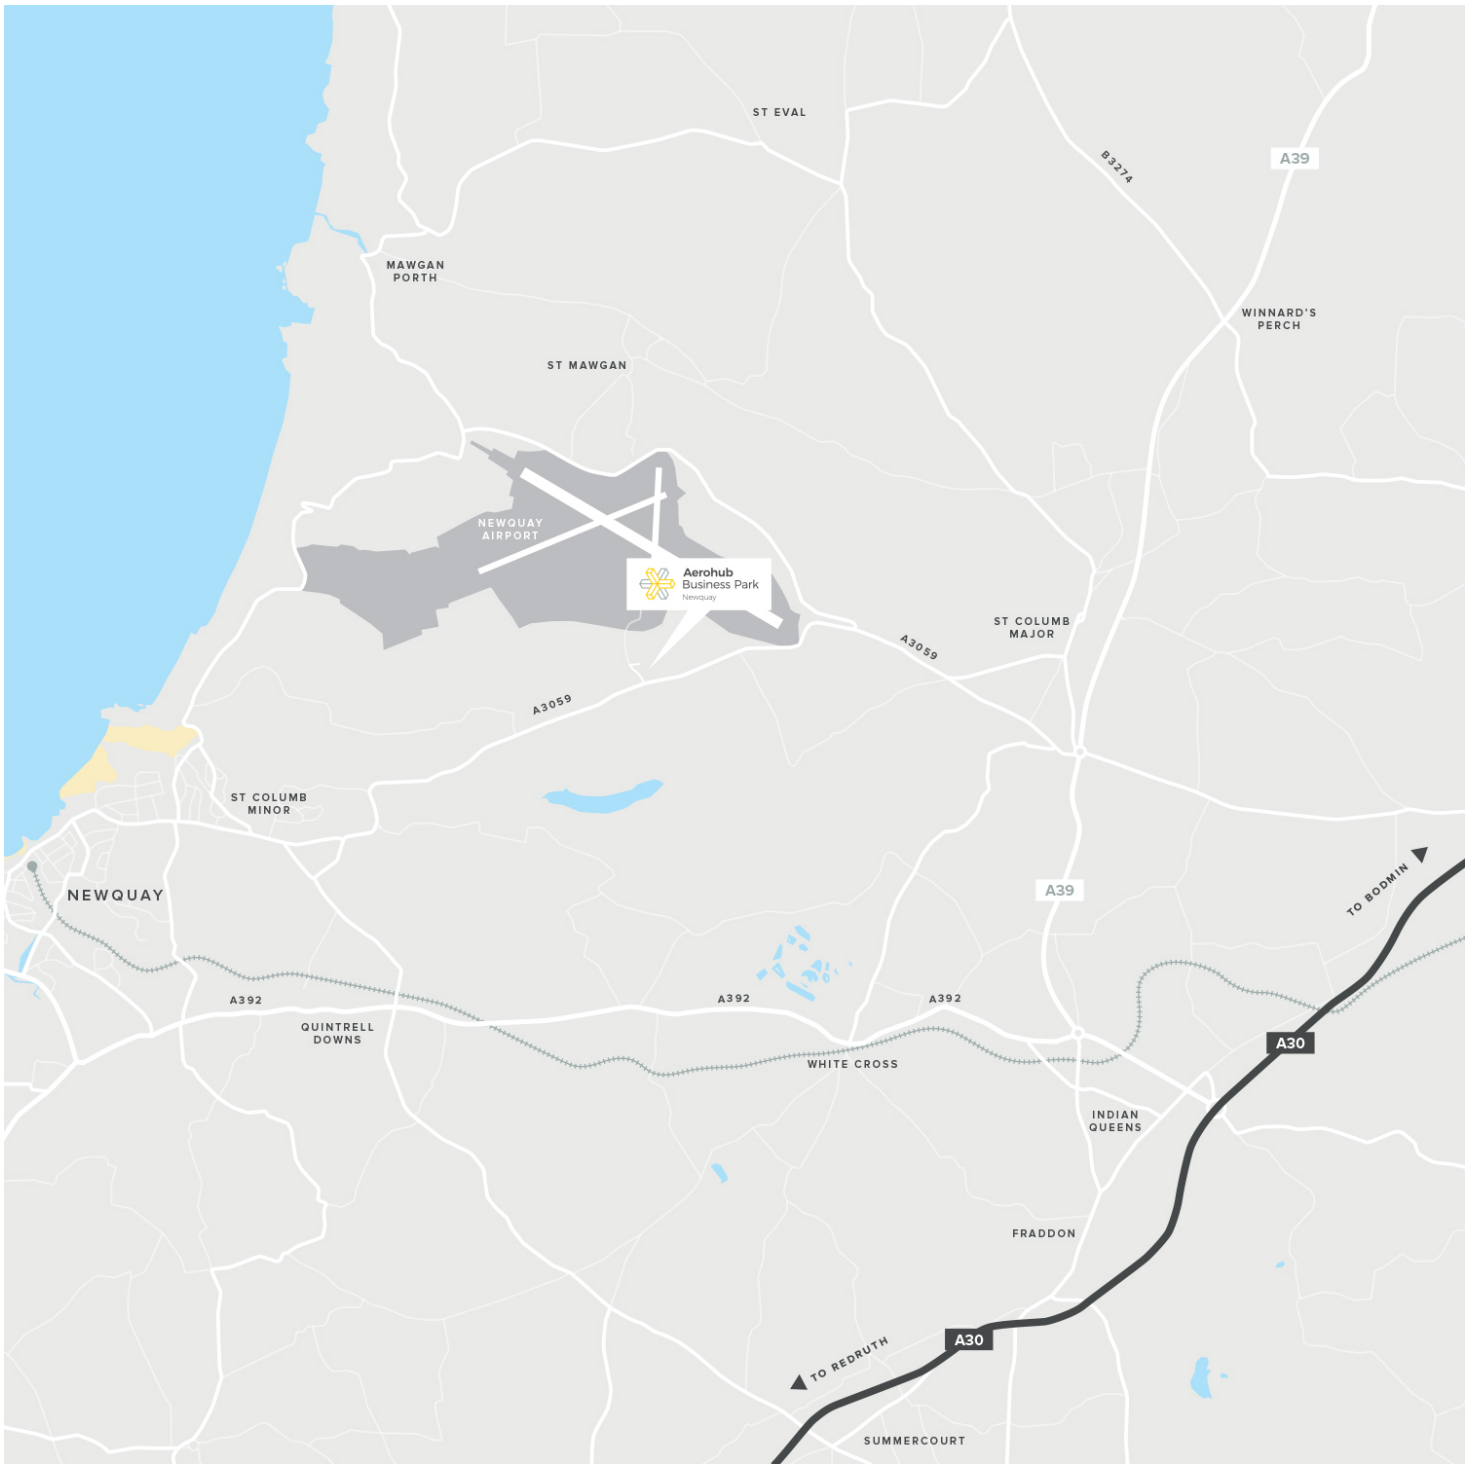 ST EVAL
B3274
A39
MAWGAN
PORTH
WINNARD'S
PERCH
ST MAWGAN
NEWQUAY
AIRPORT
Aerohub
Business Park
Newquay
ST COLUMB
MAJOR
A3059
A3059
ST COLUMB
MINOR
NEWQUAY
A39
TO BODMIN
A392
A392
A392
QUINTRELL
DOWNS
A30
WHITE CROSS
INDIAN
QUEENS
FRADDON
A30
TO REDRUTH
SUMMERCOURT